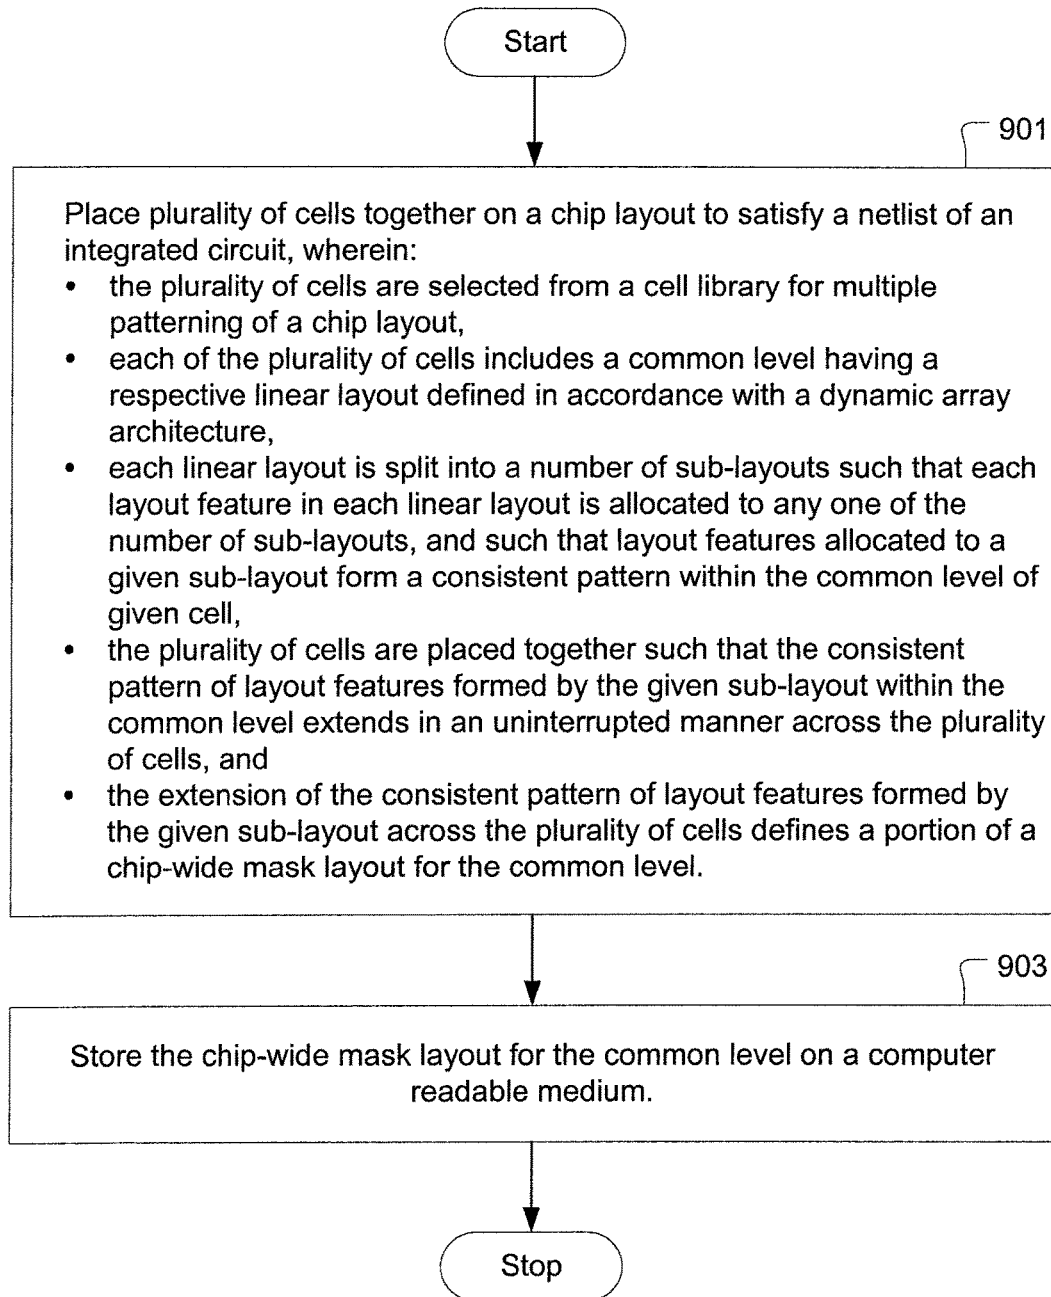 Start
901
Place plurality of cells together on a chip layout to satisfy a netlist of an
integrated circuit, wherein:
• the plurality of cells are selected from a cell library for multiple
patterning of a chip layout,
• each of the plurality of cells includes a common level having a
respective linear layout defined in accordance with a dynamic array
architecture,
• each linear layout is split into a number of sub-layouts such that each
layout feature in each linear layout is allocated to any one of the
number of sub-layouts, and such that layout features allocated to a
given sub-layout form a consistent pattern within the common level of
given cell,
• the plurality of cells are placed together such that the consistent
pattern of layout features formed by the given sub-layout within the
common level extends in an uninterrupted manner across the plurality
of cells, and
• the extension of the consistent pattern of layout features formed by
the given sub-layout across the plurality of cells defines a portion of a
chip-wide mask layout for the common level.
903
Store the chip-wide mask layout for the common level on a computer
readable medium.
Stop